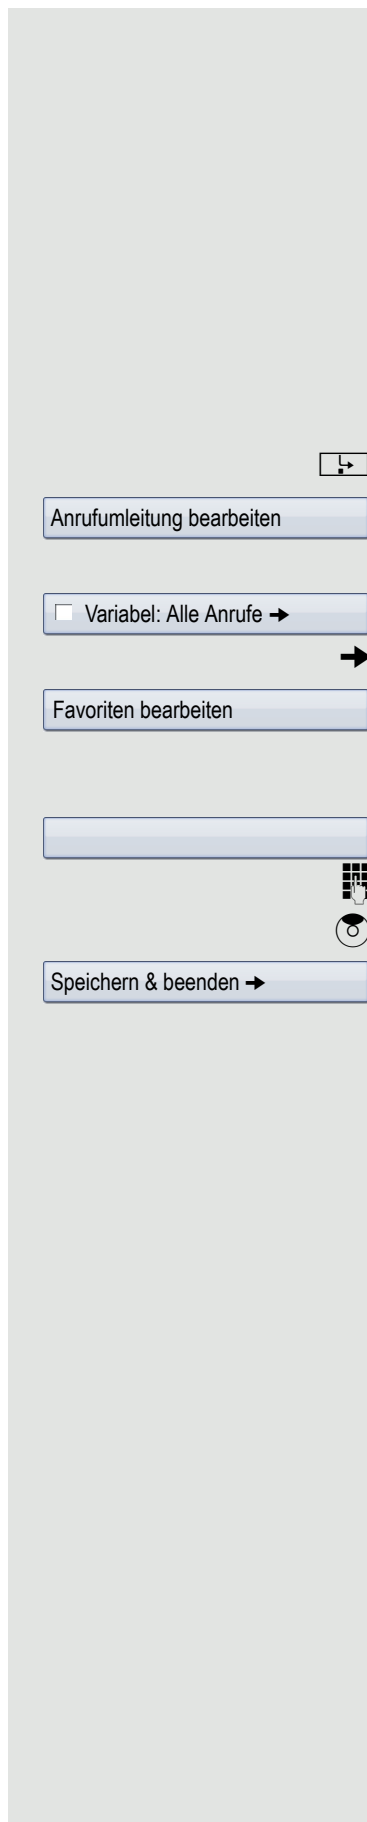 Anrufumleitung bearbeiten
Variabel: Alle Anrufe →
Favoriten bearbeiten
Speichern & beenden →